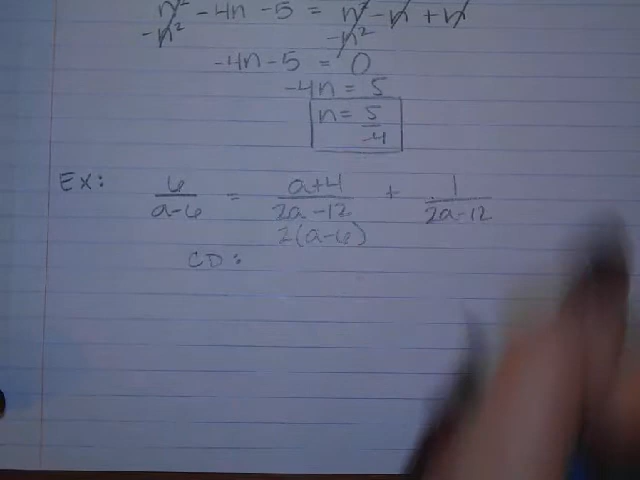 n² - 4n - 5 = n² - n + n
-n² -n²
-4n - 5 = 0
-4n = 5
n = 5/-4
Ex: 6/(a-6) = (a+4)/(2a-12) + 1/(2a-12)
2(a-6)
CD: